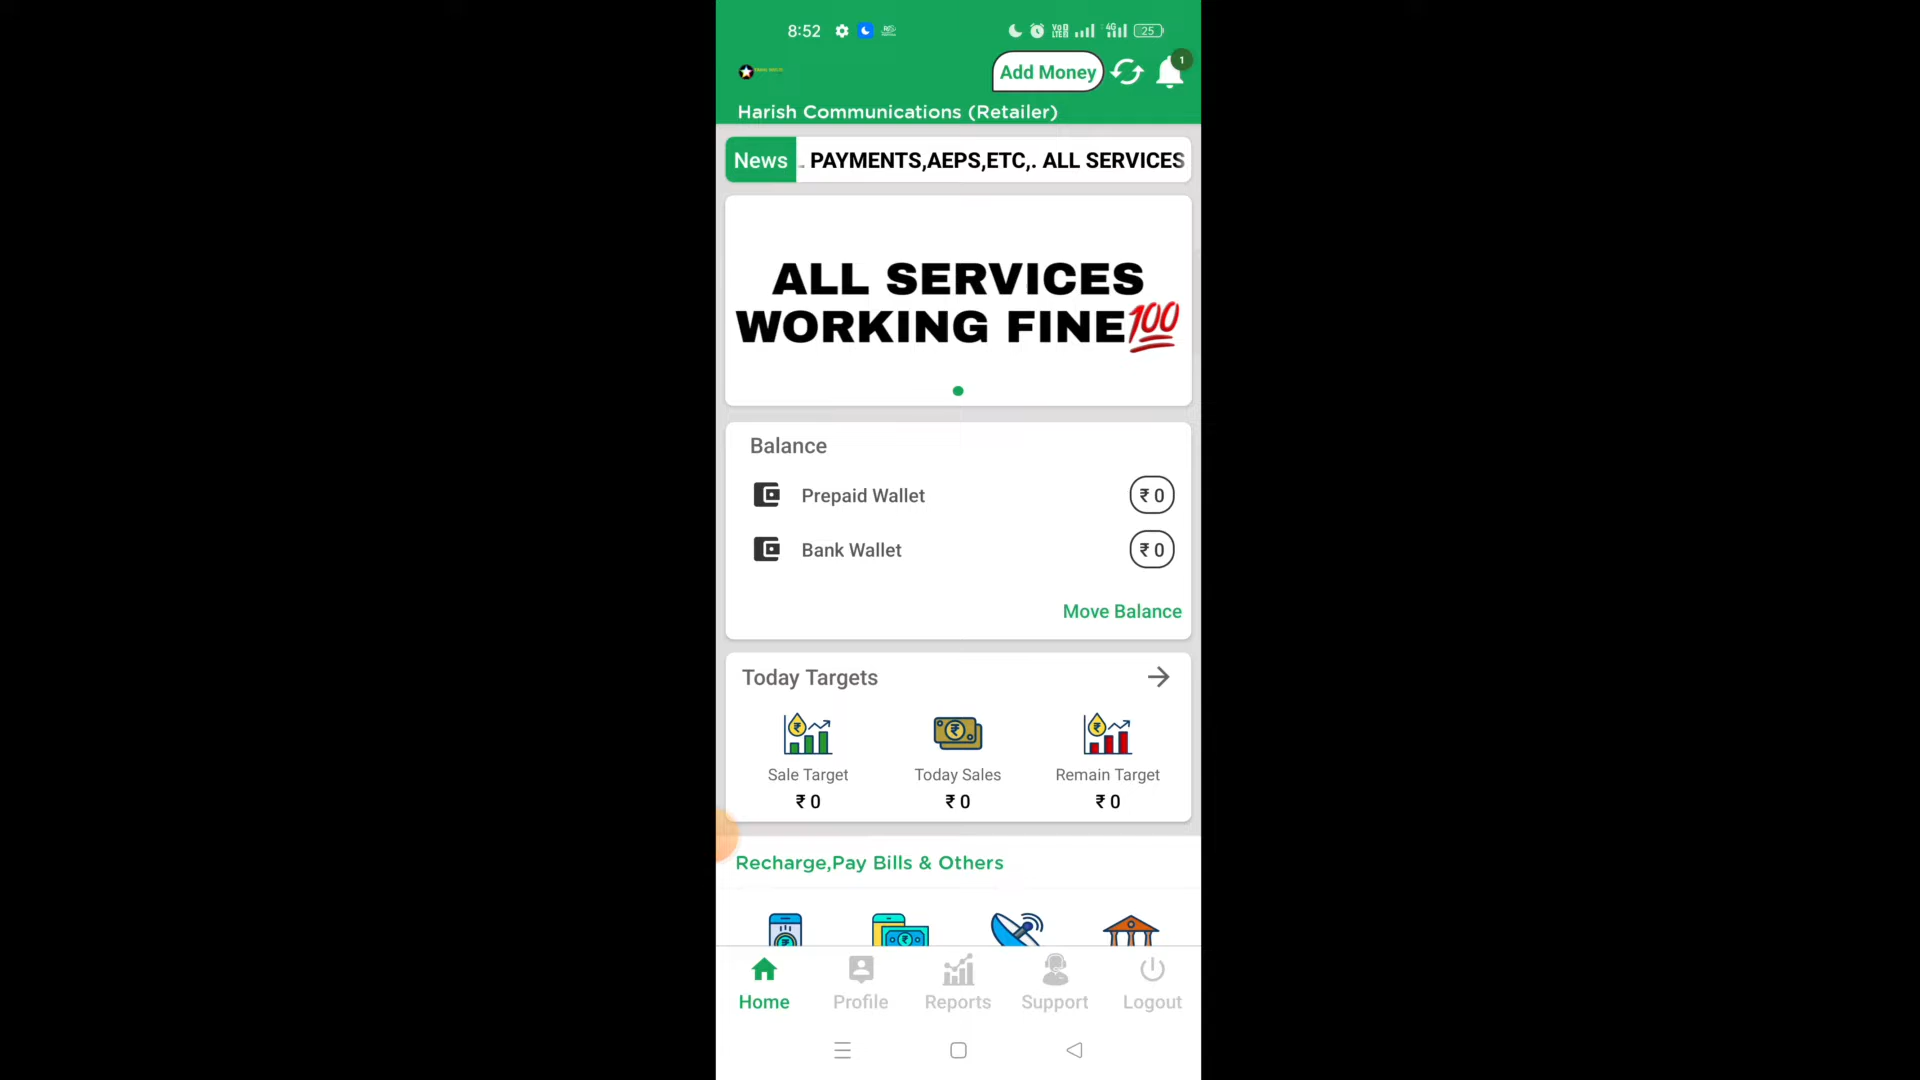 8:52
25
Add Money
1
Harish Communications (Retailer)
News
PAYMENTS,AEPS,ETC,. ALL SERVICES
ALL SERVICES
WORKING FINE💯
Balance
Prepaid Wallet
₹ 0
Bank Wallet
₹ 0
Move Balance
Today Targets
Sale Target
Today Sales
Remain Target
₹ 0
₹ 0
₹ 0
Recharge,Pay Bills & Others
Home
Profile
Reports
Support
Logout